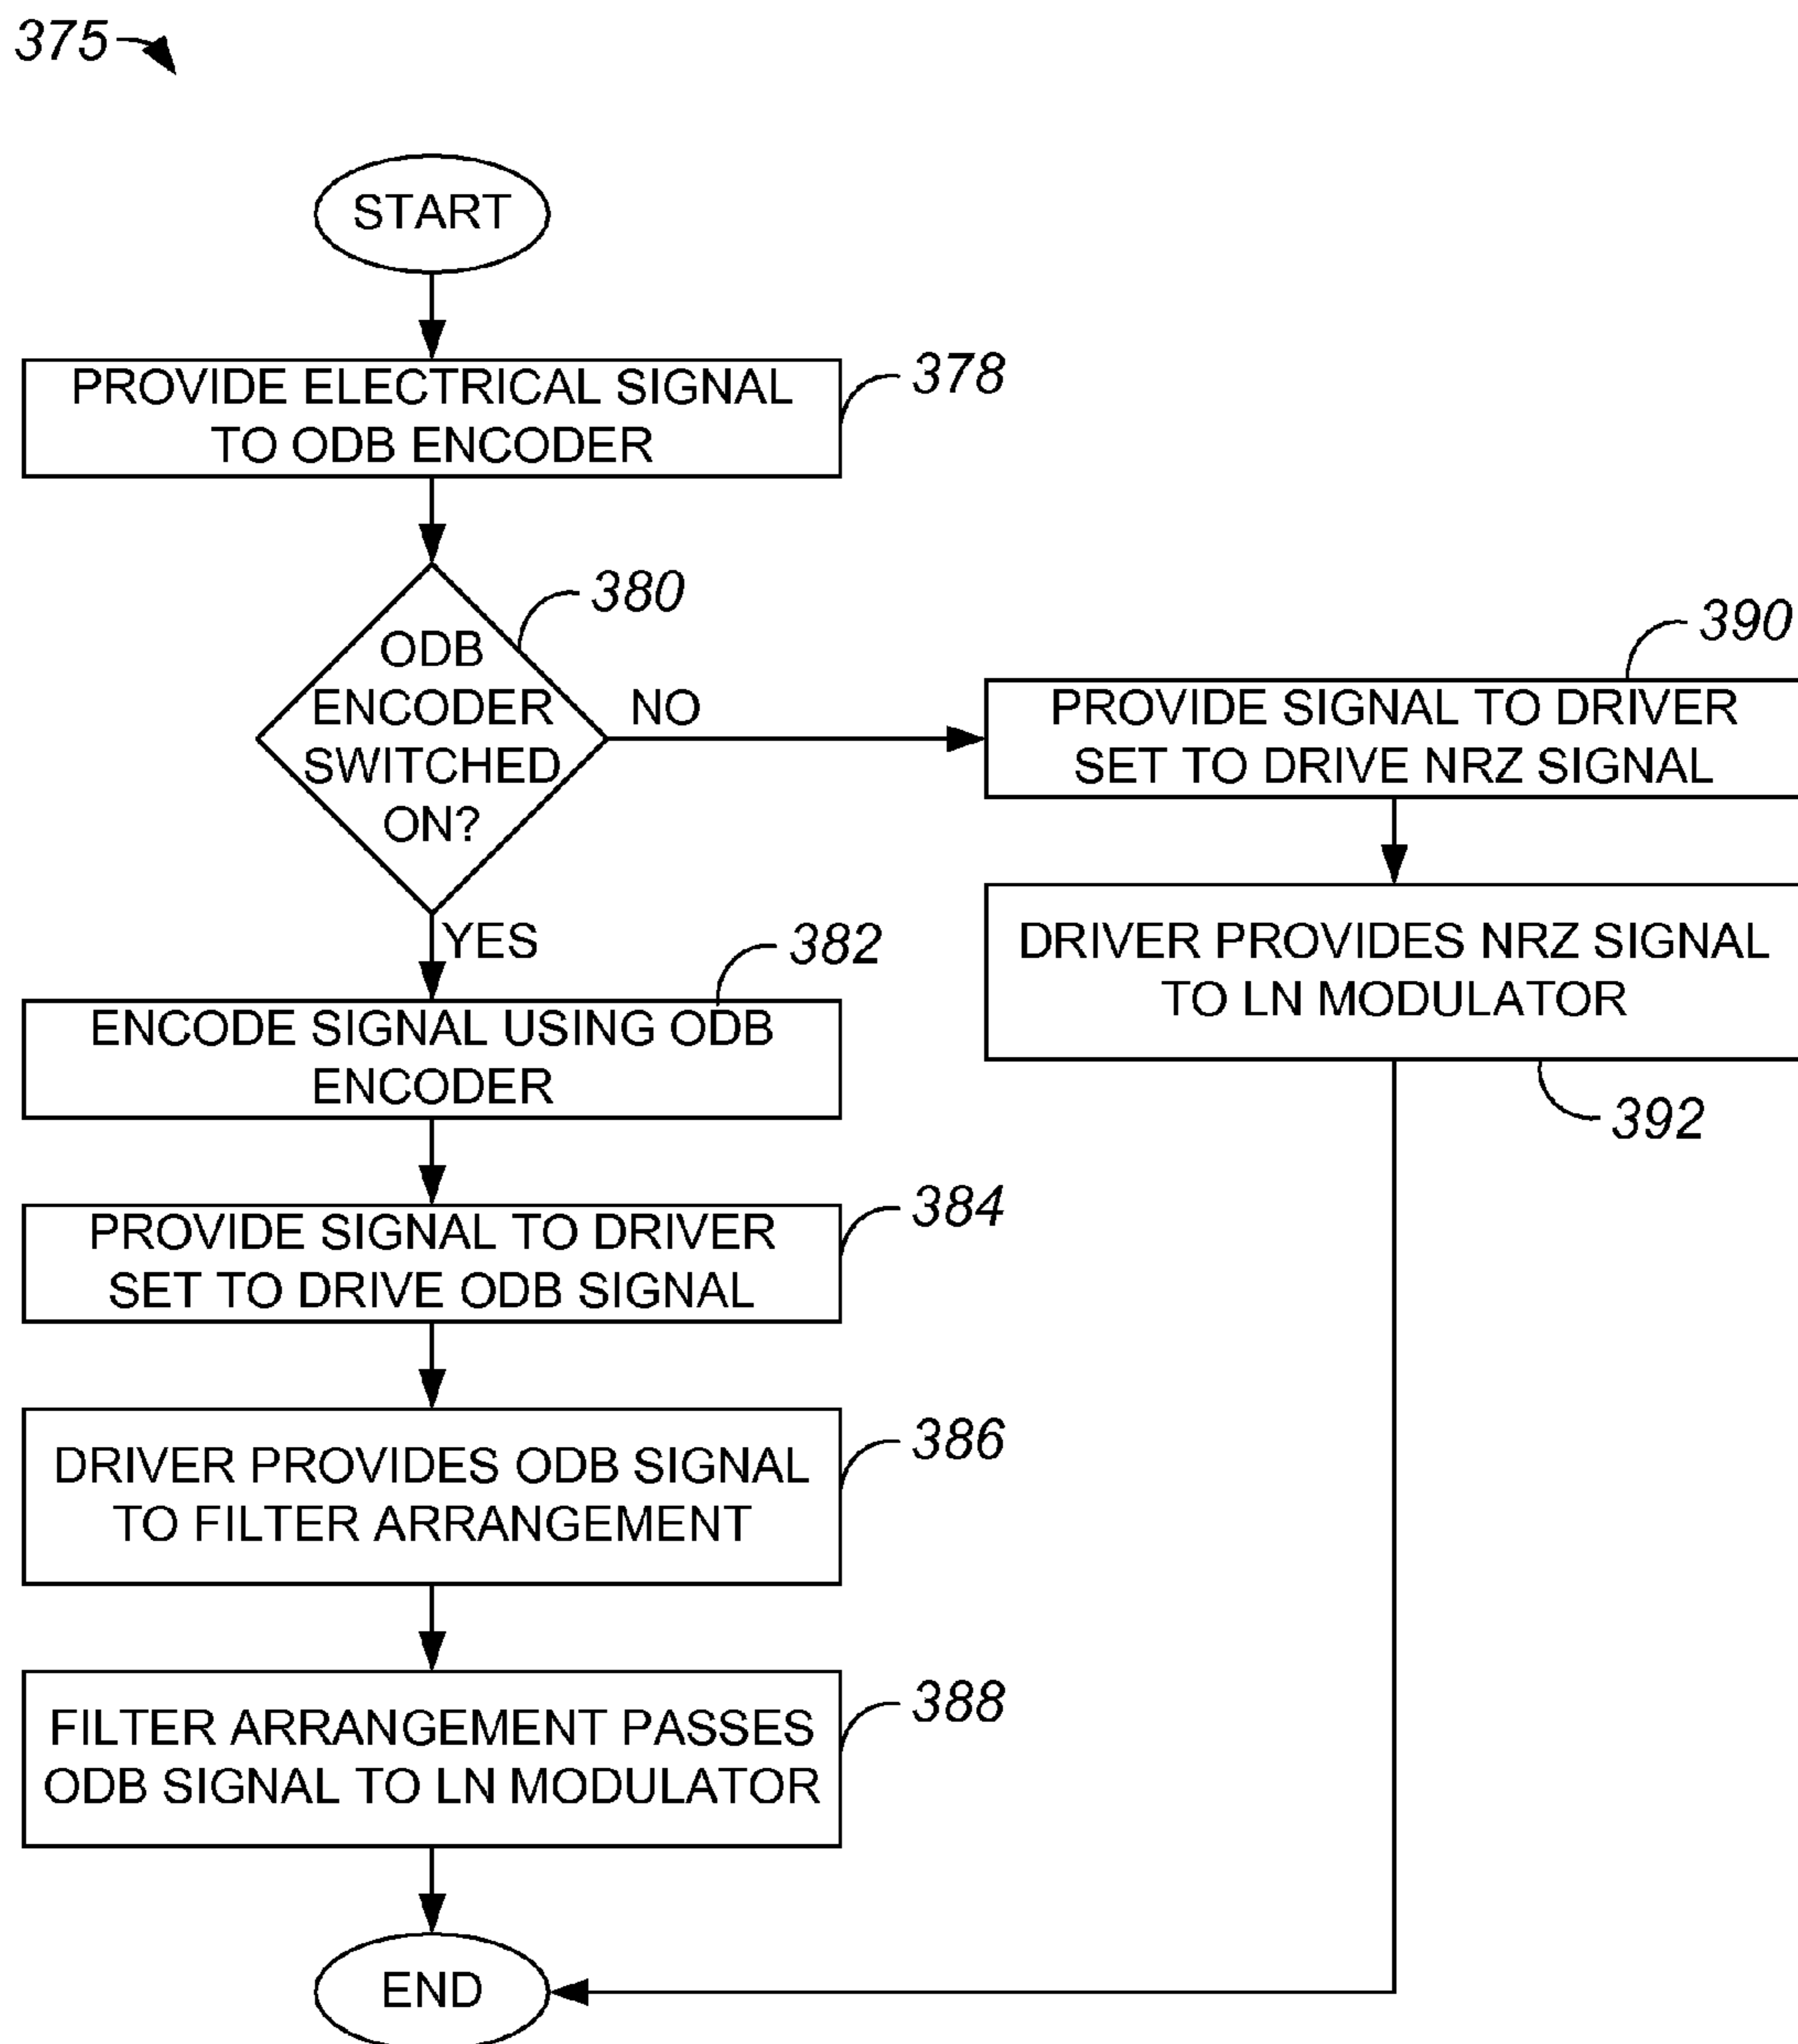 375
START
PROVIDE ELECTRICAL SIGNAL
TO ODB ENCODER
378
ODB
ENCODER
SWITCHED
ON?
380
NO
YES
390
PROVIDE SIGNAL TO DRIVER
SET TO DRIVE NRZ SIGNAL
DRIVER PROVIDES NRZ SIGNAL
TO LN MODULATOR
392
382
ENCODE SIGNAL USING ODB
ENCODER
PROVIDE SIGNAL TO DRIVER
SET TO DRIVE ODB SIGNAL
384
DRIVER PROVIDES ODB SIGNAL
TO FILTER ARRANGEMENT
386
FILTER ARRANGEMENT PASSES
ODB SIGNAL TO LN MODULATOR
388
END